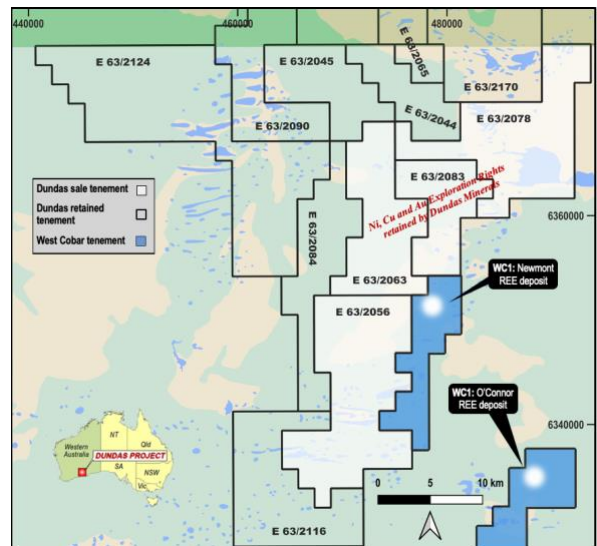 440000
460000
480000
E 63/2124
E 63/2045
E 63/2065
E 63/2170
E 63/2044
E 63/2078
E 63/2090
E 63/2083
Ni, Cu and Au Exploration Rights
retained by Dundas Minerals
6360000
Dundas sale tenement
Dundas retained
tenement
West Cobar tenement
E 63/2084
E 63/2063
E 63/2056
WC1: Newmont
REE deposit
WC1: O'Connor
REE deposit
6340000
Western
Australia
NT
Qld
SA
NSW
Vic
DUNDAS PROJECT
0 5 10 km
E 63/2116